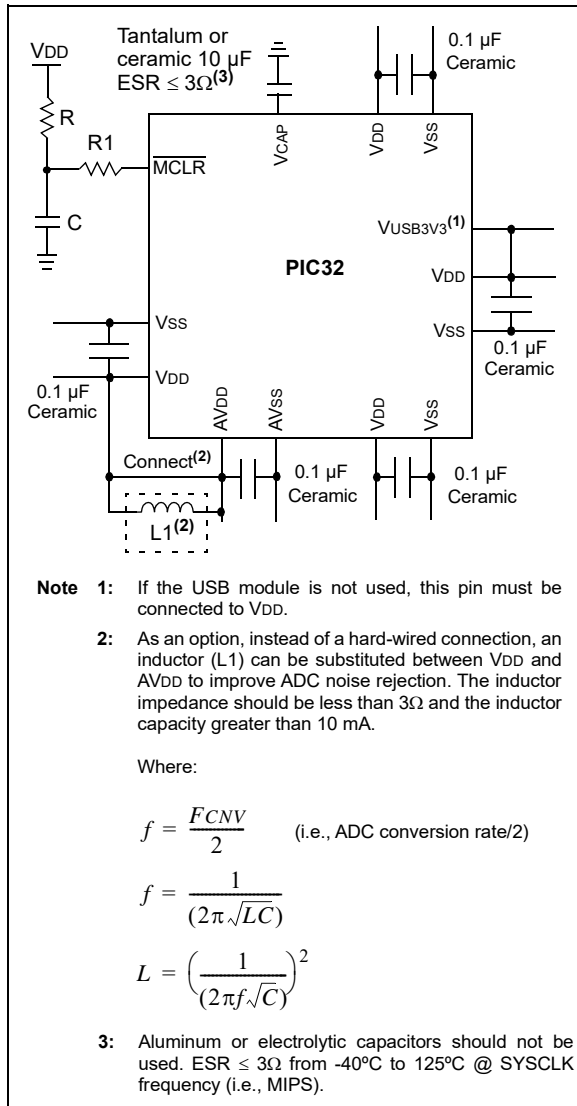 VDD
Tantalum or
ceramic 10 µF
ESR ≤ 3Ω(3)
0.1 µF
Ceramic
R
R1
MCLR
C
VCAP
VDD
VSS
VUSB3V3(1)
VDD
VSS
PIC32
0.1 µF
Ceramic
VSS
VDD
0.1 µF
Ceramic
AVDD
AVSS
VDD
VSS
Connect(2)
L1(2)
0.1 µF
Ceramic
0.1 µF
Ceramic
Note 1: If the USB module is not used, this pin must be
connected to VDD.
2: As an option, instead of a hard-wired connection, an
inductor (L1) can be substituted between VDD and
AVDD to improve ADC noise rejection. The inductor
impedance should be less than 3Ω and the inductor
capacity greater than 10 mA.
Where:
f = FCNV / 2 (i.e., ADC conversion rate/2)
f = 1 / (2π√LC)
L = (1 / (2πf√C))²
3: Aluminum or electrolytic capacitors should not be
used. ESR ≤ 3Ω from -40ºC to 125ºC @ SYSCLK
frequency (i.e., MIPS).